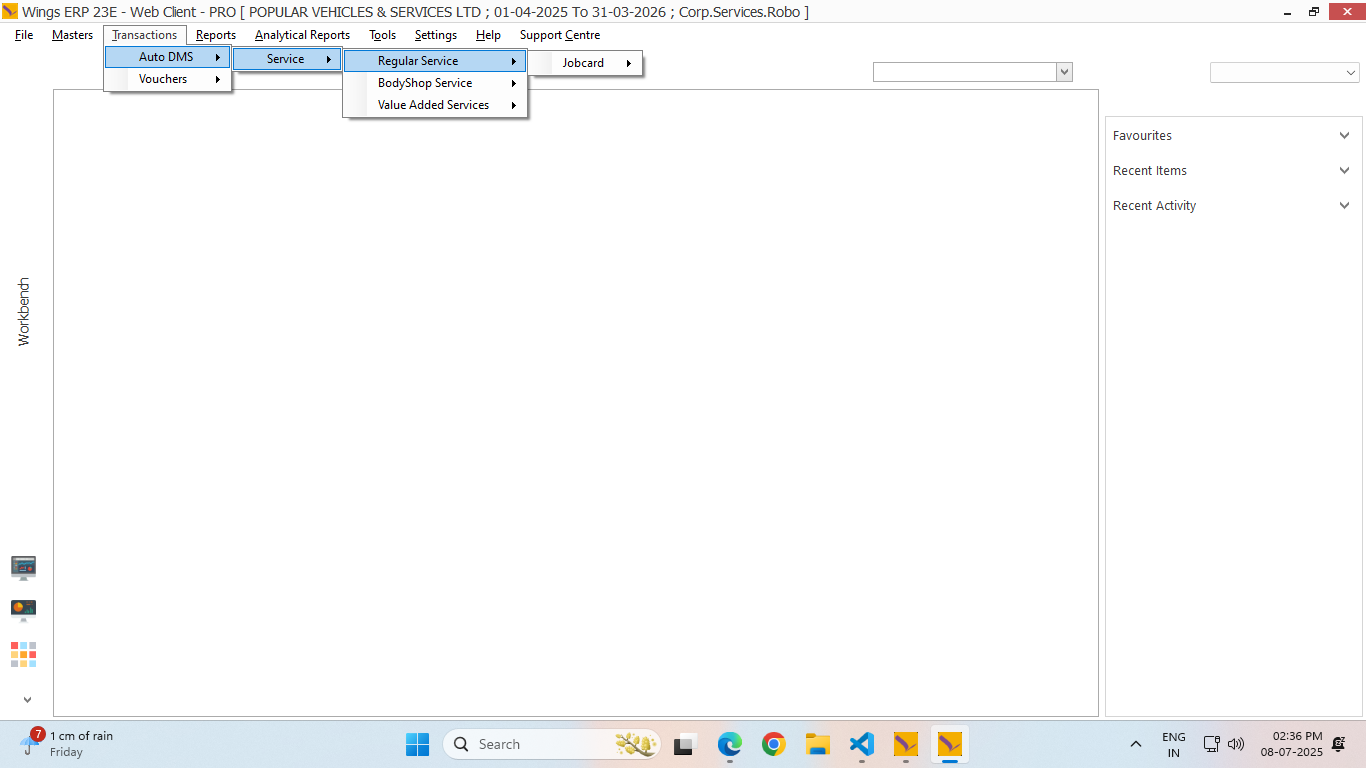 Wings ERP 23E - Web Client - PRO [ POPULAR VEHICLES & SERVICES LTD ; 01-04-2025 To 31-03-2026 ; Corp.Services.Robo ]
File Masters Transactions Reports Analytical Reports Tools Settings Help Support Centre
Auto DMS
Vouchers
Service
Regular Service
BodyShop Service
Value Added Services
Jobcard
Favourites
Recent Items
Recent Activity
Workbench
7
1 cm of rain
Friday
Search
ENG
IN
02:36 PM
08-07-2025